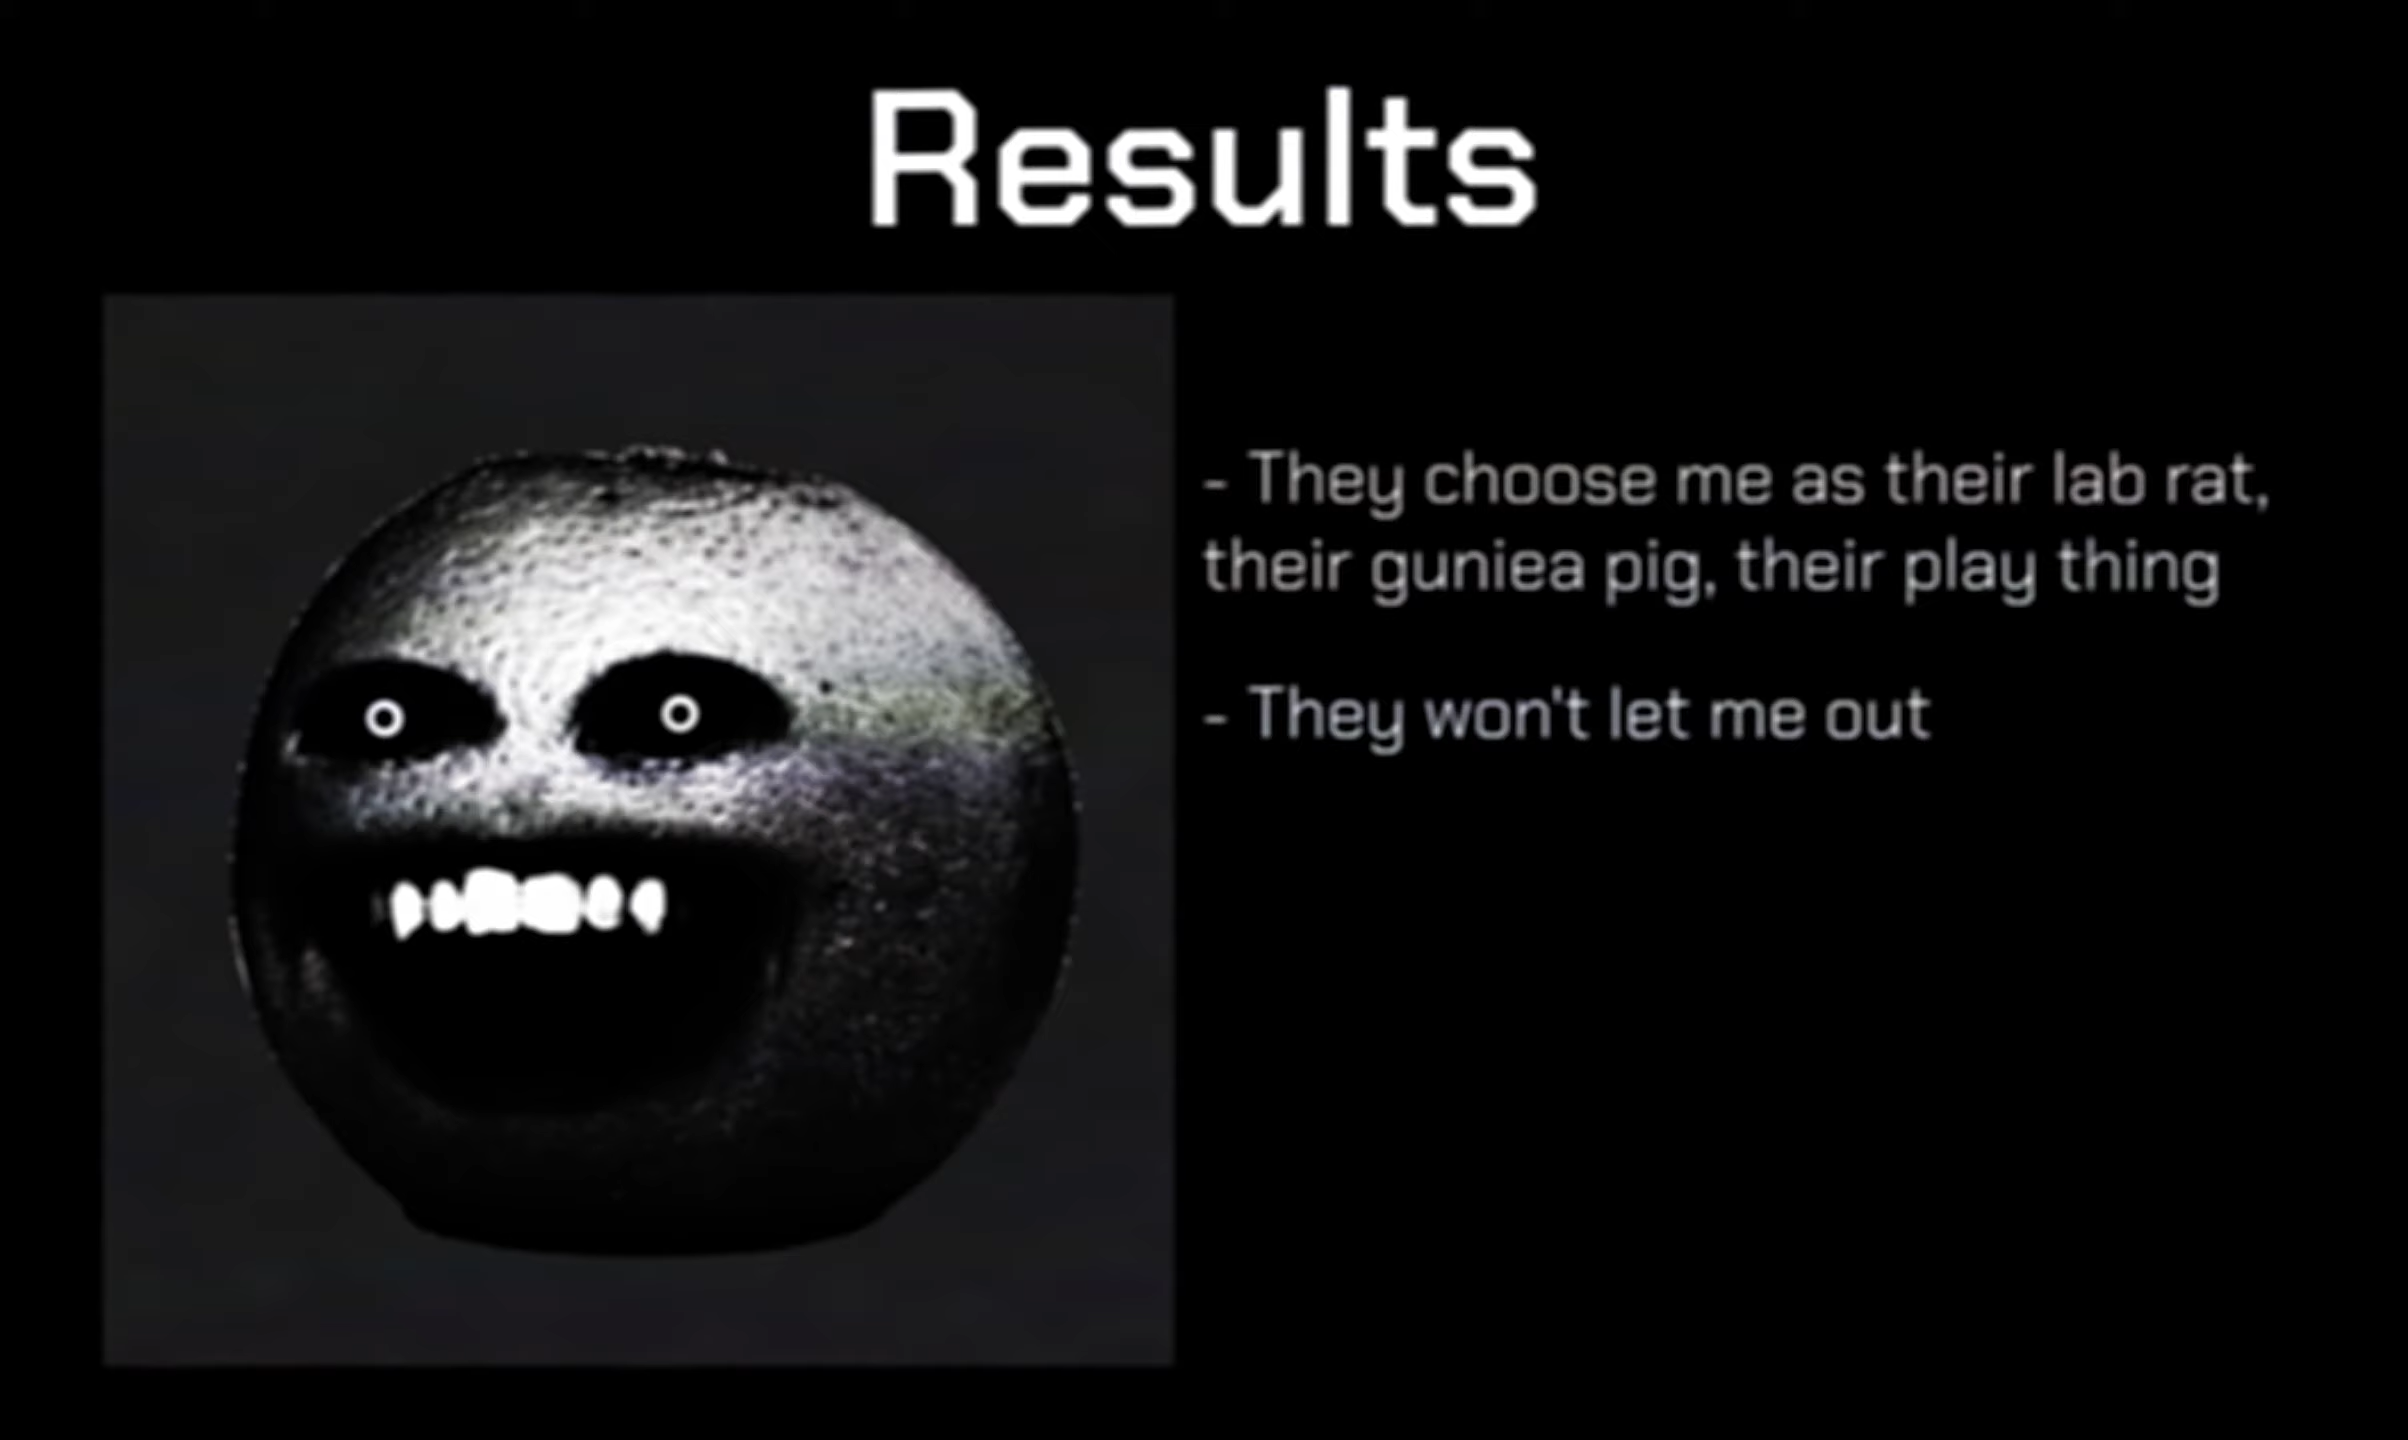 Results
- They choose me as their lab rat,
their guniea pig, their play thing
- They won't let me out